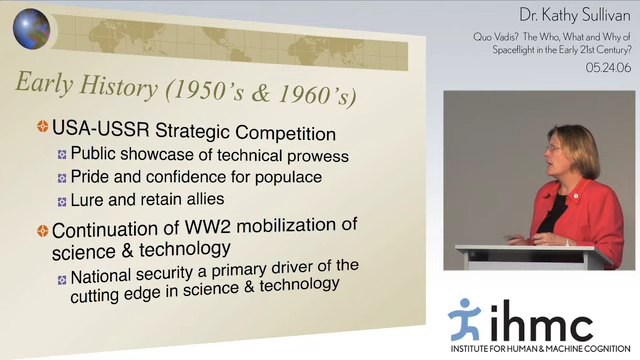 Early History (1950's & 1960's)
USA-USSR Strategic Competition
Public showcase of technical prowess
Pride and confidence for populace
Lure and retain allies
Continuation of WW2 mobilization of
science & technology
National security a primary driver of the
cutting edge in science & technology
Dr. Kathy Sullivan
Quo Vadis? The Who, What and Why of
Spaceflight in the Early 21st Century?
05.24.06
ihmc
INSTITUTE FOR HUMAN & MACHINE COGNITION